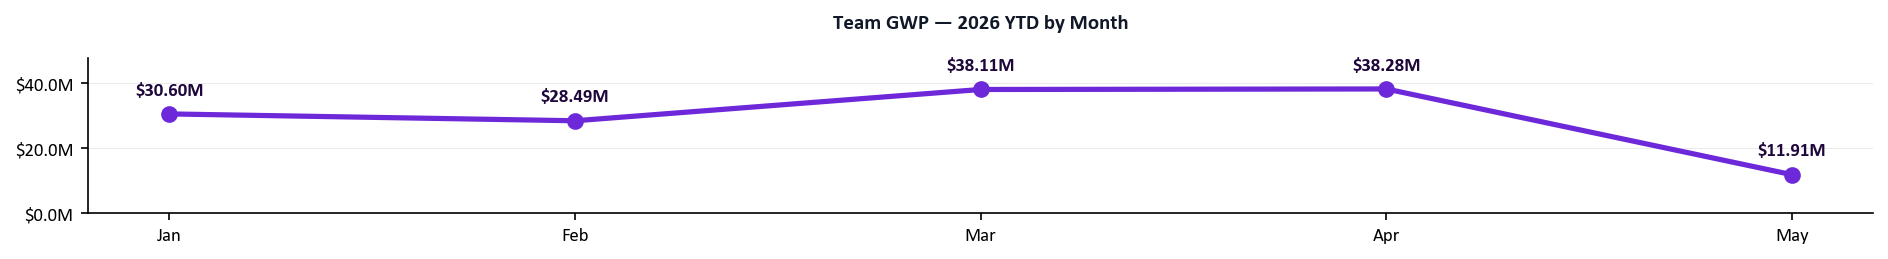 Team GWP — 2026 YTD by Month
$40.0M
$20.0M
$0.0M
$30.60M
$28.49M
$38.11M
$38.28M
$11.91M
Jan
Feb
Mar
Apr
May